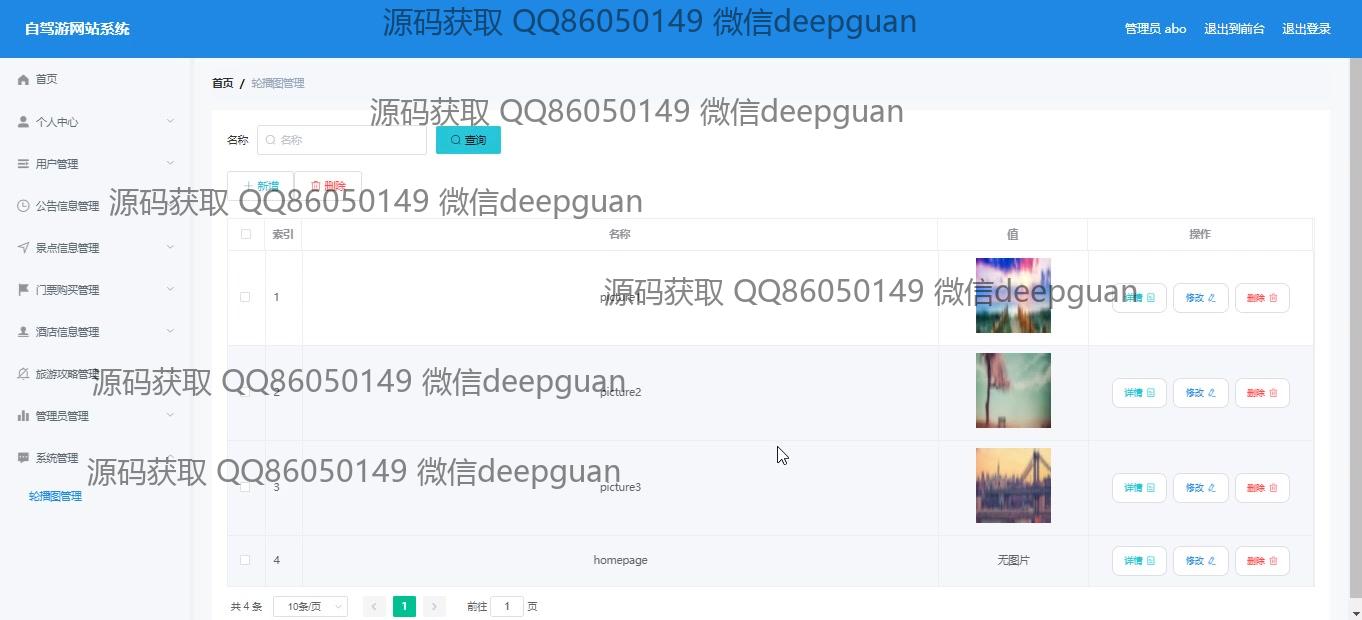 自驾游网站系统
源码获取 QQ86050149 微信deepguan
管理员 abo 退出到前台 退出登录
首页
首页 / 轮播图管理
源码获取 QQ86050149 微信deepguan
个人中心
名称 名称 查询
用户管理
新增 删除
公告信息管理
源码获取 QQ86050149 微信deepguan
索引 名称 值 操作
景点信息管理
门票购买管理
1 picture1 详情 修改 删除
源码获取 QQ86050149 微信deepguan
酒店信息管理
旅游攻略管理
源码获取 QQ86050149 微信deepguan
2 picture2 详情 修改 删除
管理员管理
系统管理
源码获取 QQ86050149 微信deepguan
3 picture3 详情 修改 删除
轮播图管理
4 homepage 无图片 详情 修改 删除
共 4 条 10条/页 1 前往 1 页